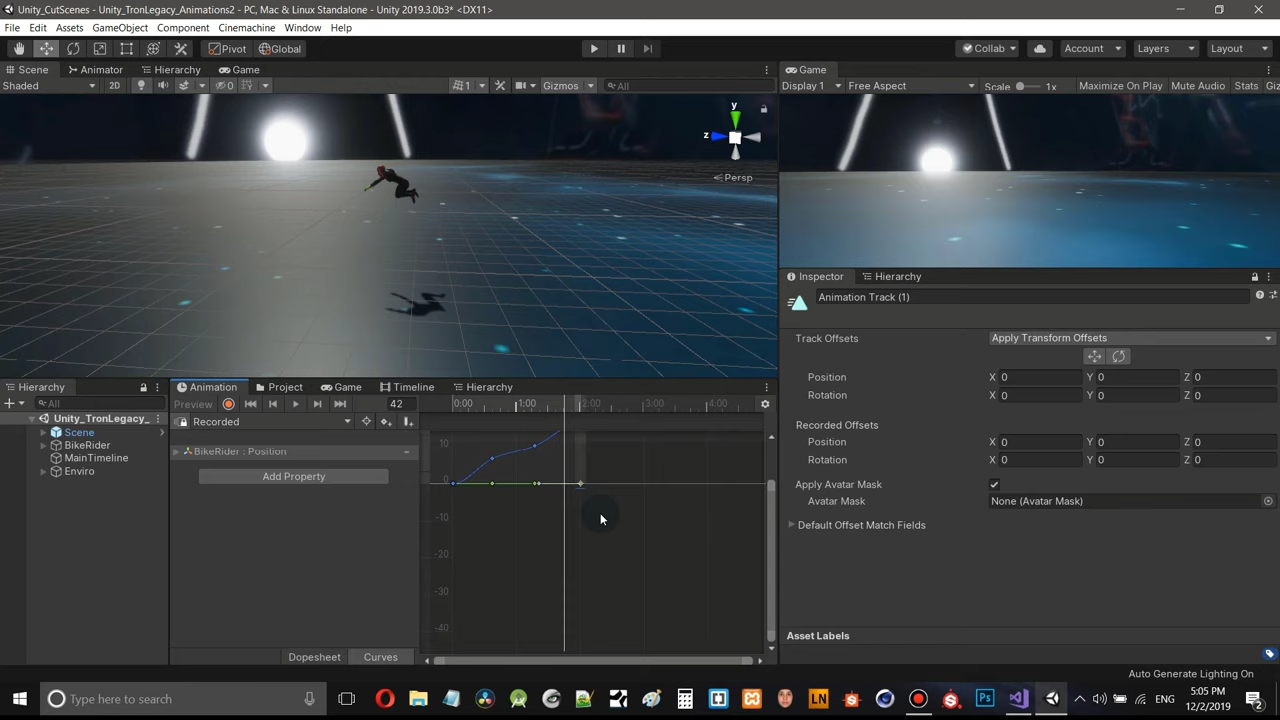 Unity_CutScenes - Unity_TronLegacy_Animations2 - PC, Mac & Linux Standalone - Unity 2019.3.0b3* <DX11>
File Edit Assets GameObject Component Cinemachine Window Help
Pivot Global Collab Account Layers Layout
Scene Animator Hierarchy Game
Shaded 2D 0 1 Gizmos All
y
z
Persp
Game
Display 1 Free Aspect Scale 1x Maximize On Play Mute Audio Stats Giz
Inspector Hierarchy
Animation Track (1)
Track Offsets Apply Transform Offsets
Position X 0 Y 0 Z 0
Rotation X 0 Y 0 Z 0
Recorded Offsets
Position X 0 Y 0 Z 0
Rotation X 0 Y 0 Z 0
Apply Avatar Mask
Avatar Mask None (Avatar Mask)
Default Offset Match Fields
Asset Labels
Auto Generate Lighting On
Hierarchy
All
Unity_TronLegacy_
Scene
BikeRider
MainTimeline
Enviro
Animation Project Game Timeline Hierarchy
Preview 42 0:00 1:00 2:00 3:00 4:00
Recorded
BikeRider : Position
Add Property
10
0
-10
-20
-30
-40
Dopesheet Curves
Type here to search
LN
Ps
ENG
5:05 PM
12/2/2019
2